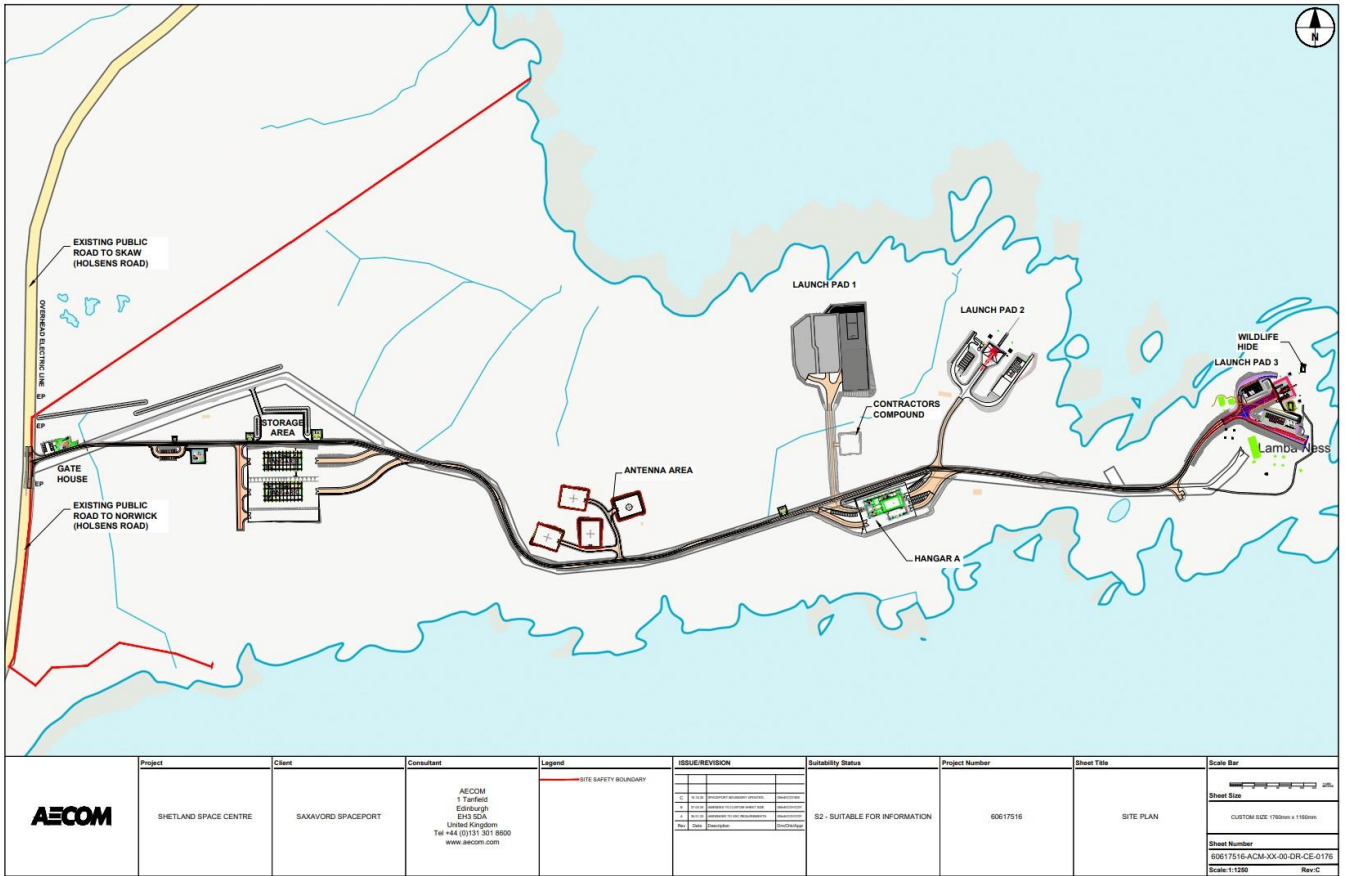 N
EXISTING PUBLIC
ROAD TO SKAW
(HOLSENS ROAD)
OVERHEAD ELECTRIC LINE
EP
EP
EP
GATE
HOUSE
STORAGE
AREA
EXISTING PUBLIC
ROAD TO NORWICK
(HOLSENS ROAD)
ANTENNA AREA
LAUNCH PAD 1
LAUNCH PAD 2
CONTRACTORS
COMPOUND
HANGAR A
WILDLIFE
HIDE
LAUNCH PAD 3
Lamba Ness
AECOM
Project
SHETLAND SPACE CENTRE
Client
SAXAVORD SPACEPORT
Consultant
AECOM
1 Tanfield
Edinburgh
EH3 5DA
United Kingdom
Tel +44 (0)131 301 8600
www.aecom.com
Legend
SITE SAFETY BOUNDARY
ISSUE/REVISION
C
B
A
Rev
Date
Description
Suitability Status
S2 - SUITABLE FOR INFORMATION
Project Number
60617516
Sheet Title
SITE PLAN
Scale Bar
Sheet Size
CUSTOM SIZE 1780mm x 1180mm
Sheet Number
60617516-ACM-XX-00-DR-CE-0176
Scale:1:1250
Rev:C